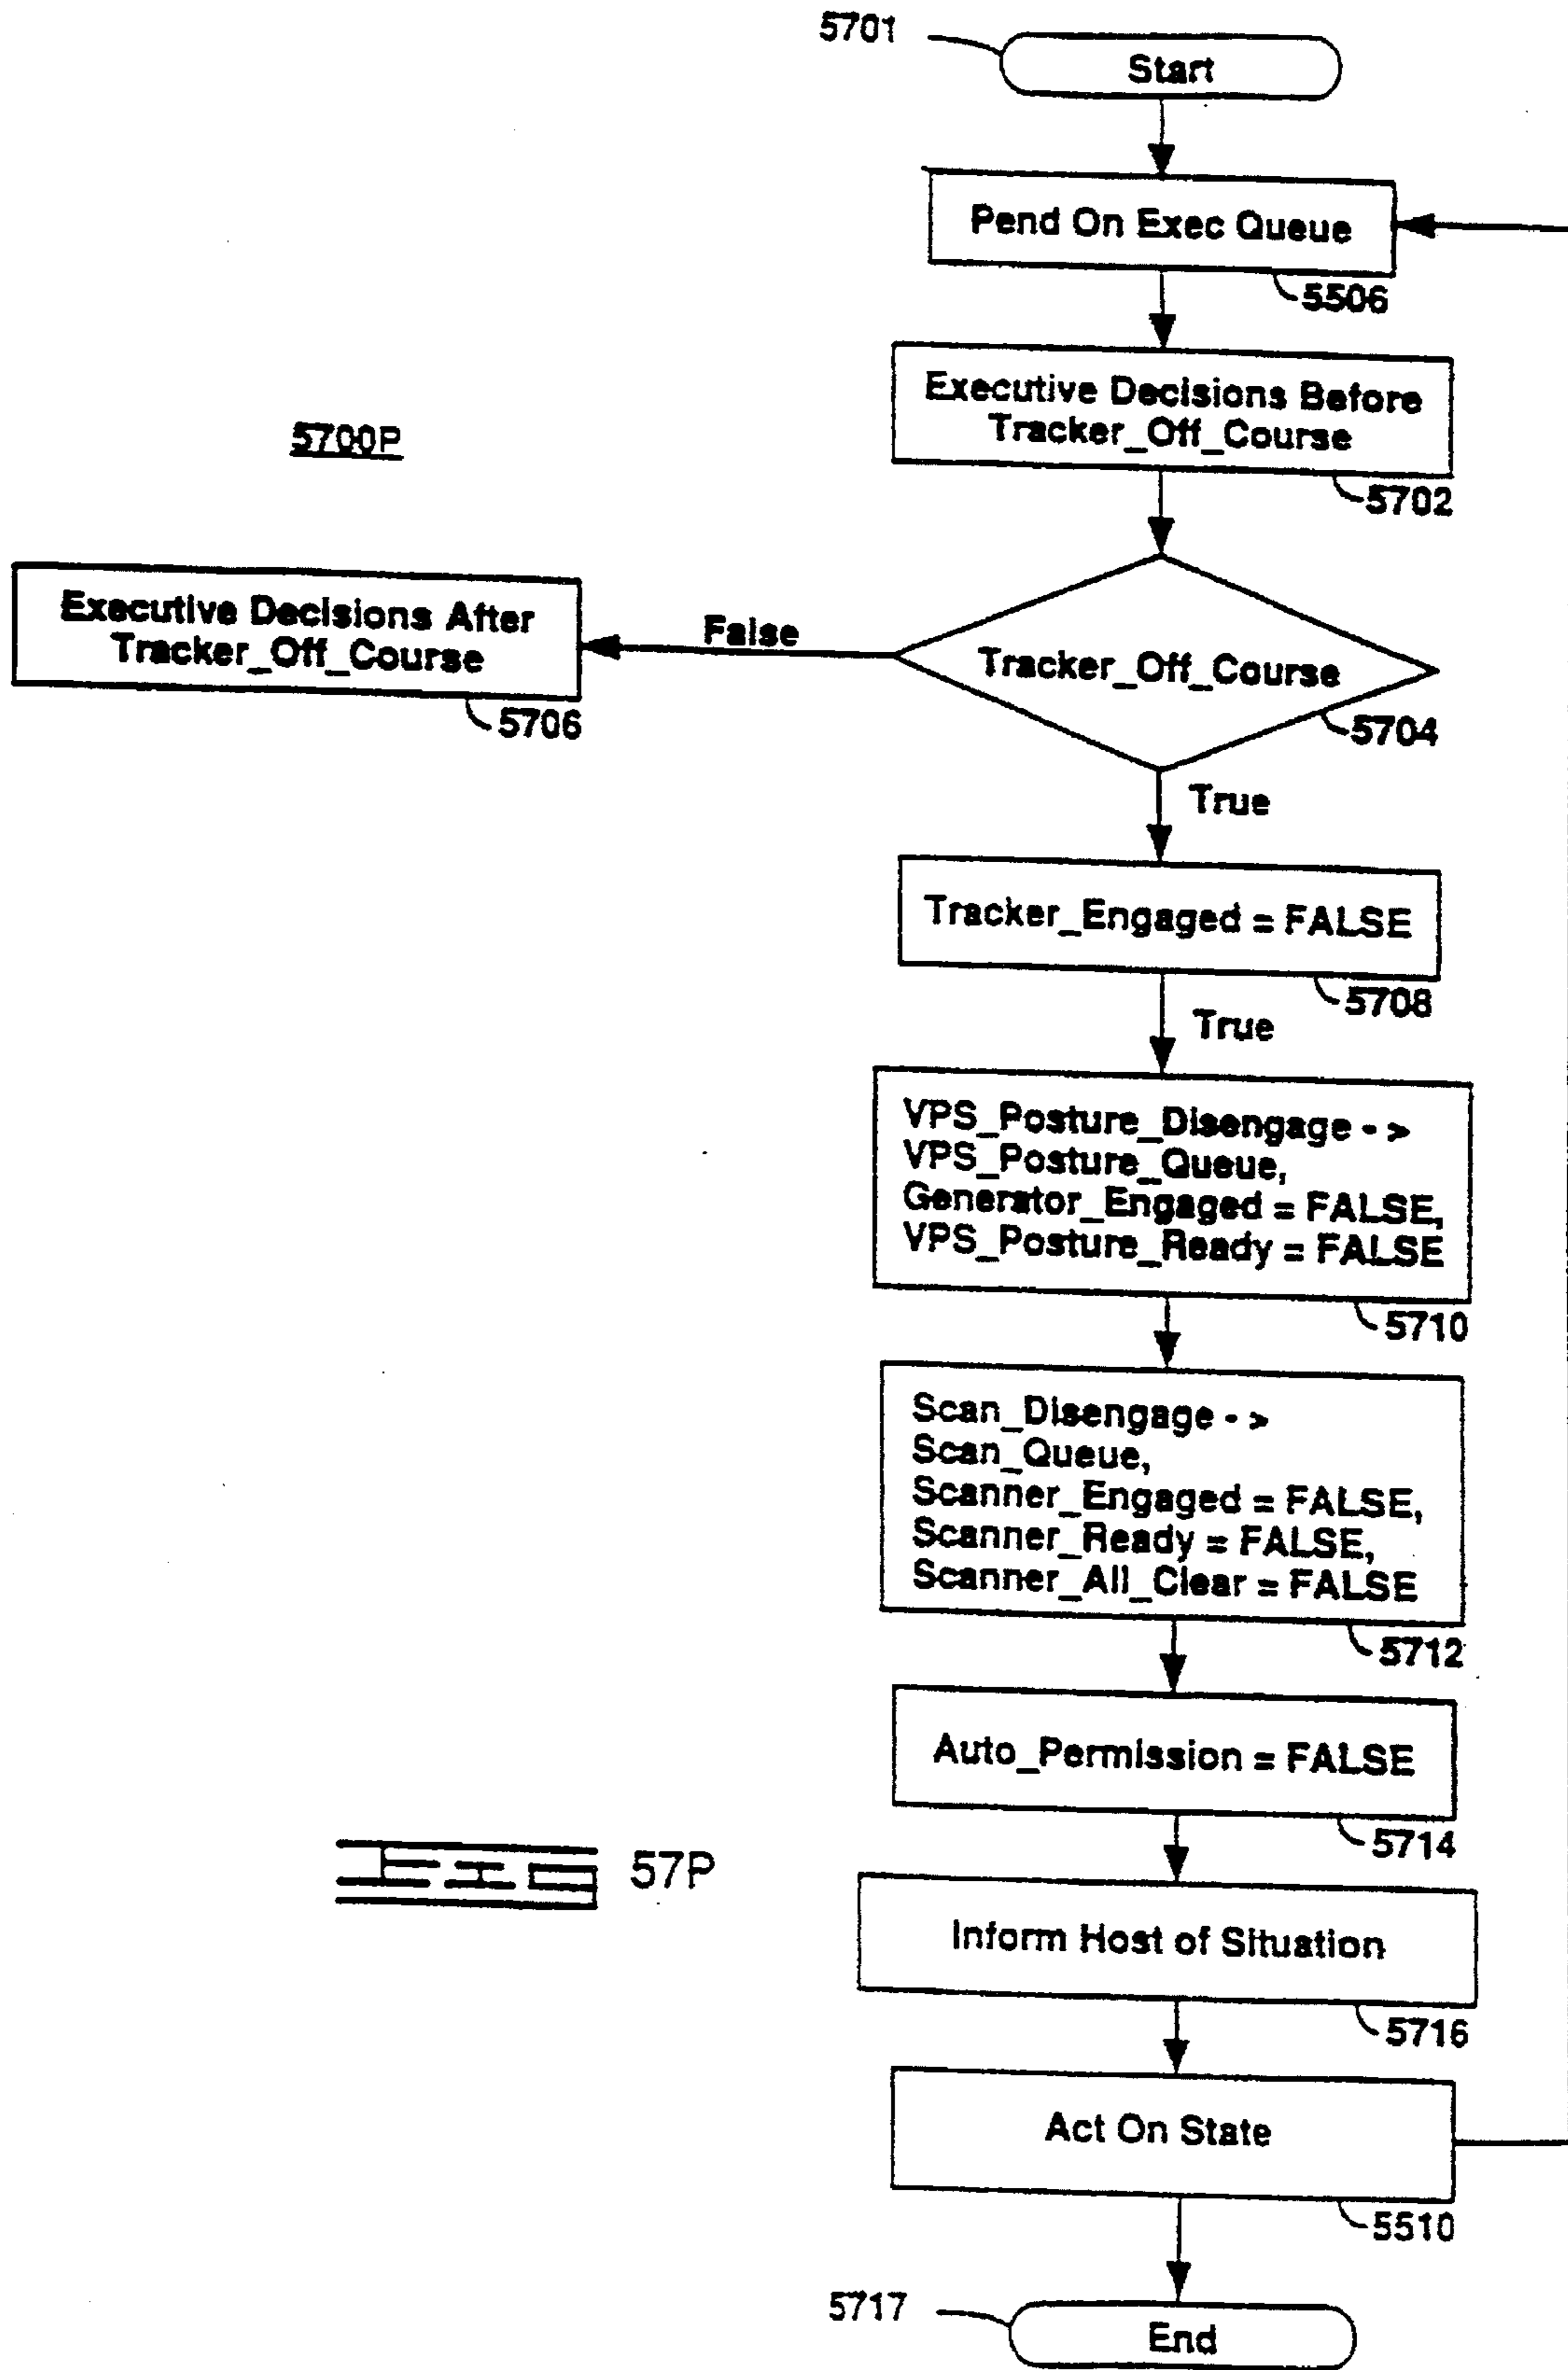 5701
Start
Pend On Exec Queue
5506
Executive Decisions Before
Tracker_Off_Course
5702
5700P
Executive Decisions After
Tracker_Off_Course
5706
False
Tracker_Off_Course
5704
True
Tracker_Engaged = FALSE
5708
True
VPS_Posture_Disengage - >
VPS_Posture_Queue,
Generator_Engaged = FALSE,
VPS_Posture_Ready = FALSE
5710
Scan_Disengage - >
Scan_Queue,
Scanner_Engaged = FALSE,
Scanner_Ready = FALSE,
Scanner_All_Clear = FALSE
5712
Auto_Permission = FALSE
5714
57P
Inform Host of Situation
5716
Act On State
5510
5717
End